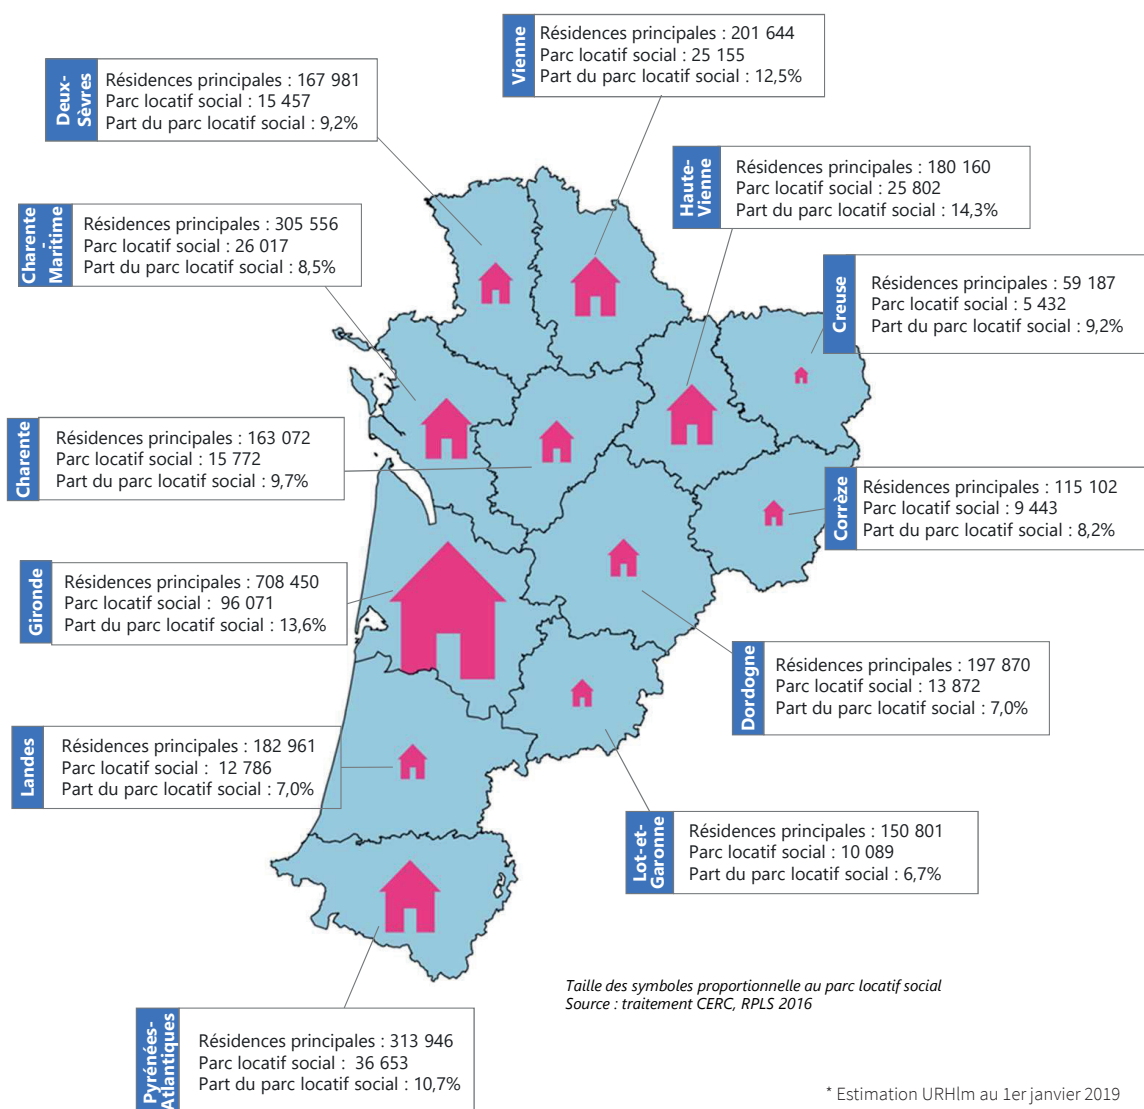 Vienne
Résidences principales : 201 644
Parc locatif social : 25 155
Part du parc locatif social : 12,5%
Deux-
Sèvres
Résidences principales : 167 981
Parc locatif social : 15 457
Part du parc locatif social : 9,2%
Haute-
Vienne
Résidences principales : 180 160
Parc locatif social : 25 802
Part du parc locatif social : 14,3%
Charente
-
Maritime
Résidences principales : 305 556
Parc locatif social : 26 017
Part du parc locatif social : 8,5%
Creuse
Résidences principales : 59 187
Parc locatif social : 5 432
Part du parc locatif social : 9,2%
Charente
Résidences principales : 163 072
Parc locatif social : 15 772
Part du parc locatif social : 9,7%
Corrèze
Résidences principales : 115 102
Parc locatif social : 9 443
Part du parc locatif social : 8,2%
Gironde
Résidences principales : 708 450
Parc locatif social : 96 071
Part du parc locatif social : 13,6%
Dordogne
Résidences principales : 197 870
Parc locatif social : 13 872
Part du parc locatif social : 7,0%
Landes
Résidences principales : 182 961
Parc locatif social : 12 786
Part du parc locatif social : 7,0%
Lot-et-
Garonne
Résidences principales : 150 801
Parc locatif social : 10 089
Part du parc locatif social : 6,7%
Taille des symboles proportionnelle au parc locatif social
Source : traitement CERC, RPLS 2016
Pyrénées-
Atlantiques
Résidences principales : 313 946
Parc locatif social : 36 653
Part du parc locatif social : 10,7%
* Estimation URHlm au 1er janvier 2019